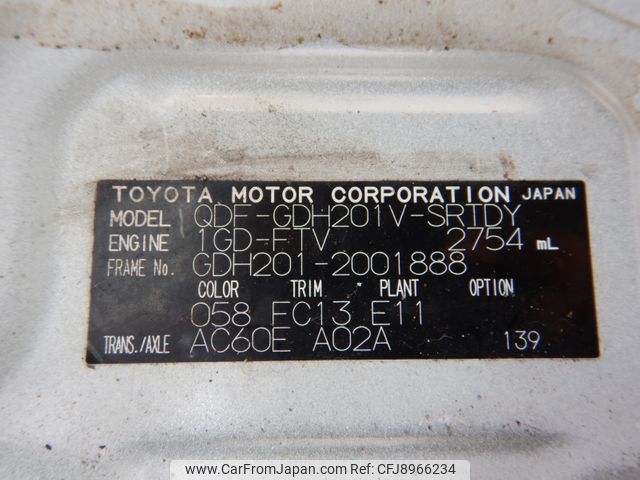 TOYOTA MOTOR CORPORATION JAPAN
MODEL QDF-GDH201V-SRTDY
ENGINE 1GD-FTV 2754 mL
FRAME No. GDH201-2001888
COLOR TRIM PLANT OPTION
058 FC13 E11
TRANS./AXLE AC60E A02A 139
www.CarFromJapan.com | © CFJ8966234